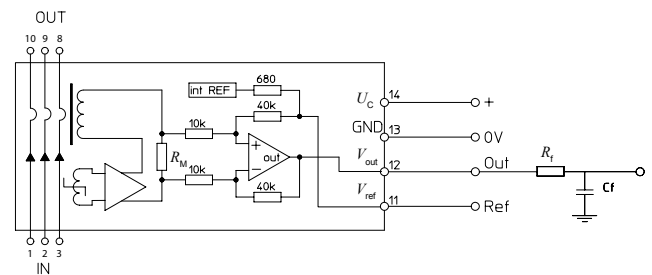 OUT
10 9 8
int REF
680
40k
10k
+
out
−
R_M
10k
40k
U_C 14 +
GND 13 0V
V_out 12 Out
V_ref 11 Ref
R_f
Cf
1 2 3
IN